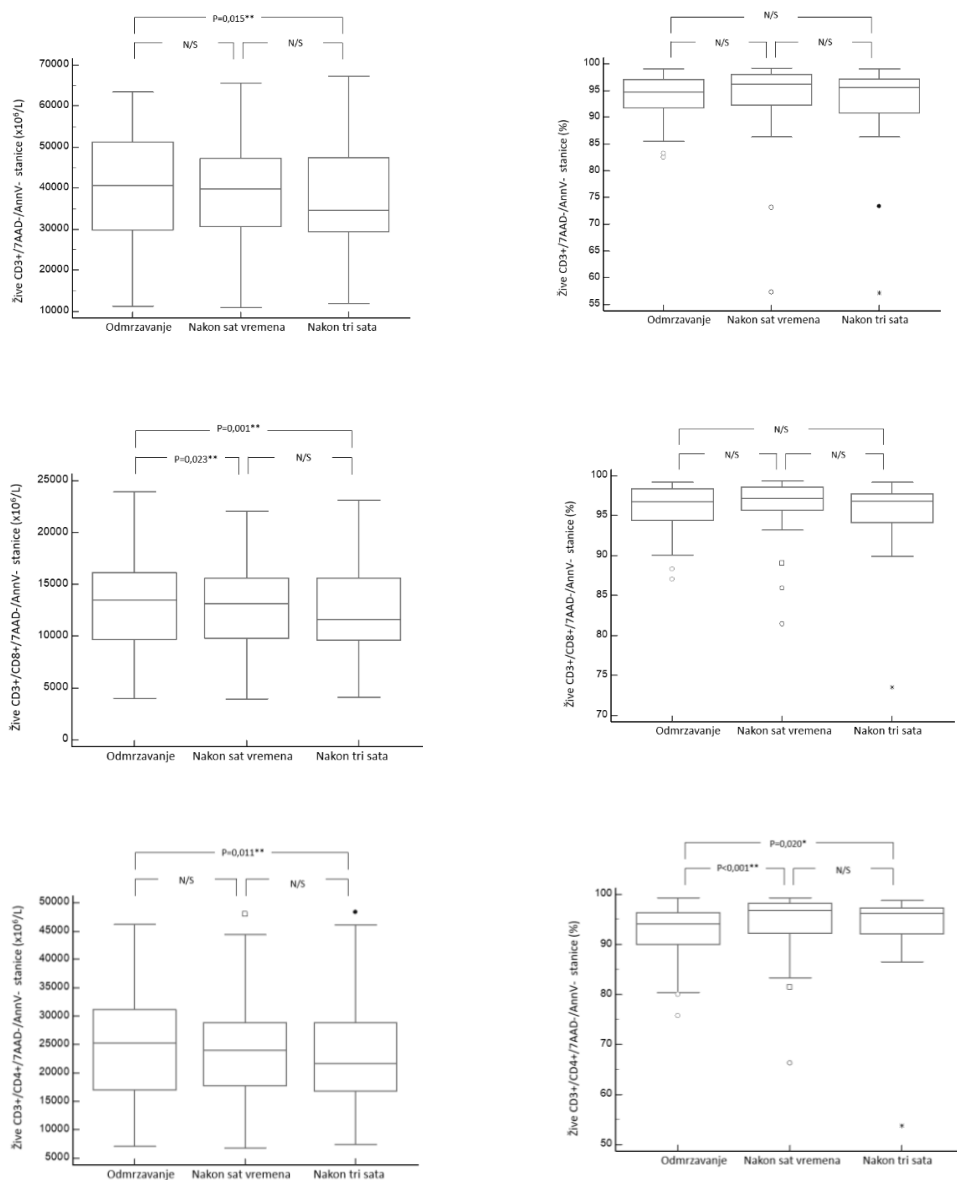 P=0,015**
N/S
N/S
Žive CD3+/7AAD-/AnnV- stanice (x10⁶/L)
70000
60000
50000
40000
30000
20000
10000
Odmrzavanje
Nakon sat vremena
Nakon tri sata
N/S
N/S
N/S
Žive CD3+/7AAD-/AnnV- stanice (%)
100
95
90
85
80
75
70
65
60
55
Odmrzavanje
Nakon sat vremena
Nakon tri sata
P=0,001**
P=0,023**
N/S
Žive CD3+/CD8+/7AAD-/AnnV- stanice (x10⁶/L)
25000
20000
15000
10000
5000
0
Odmrzavanje
Nakon sat vremena
Nakon tri sata
N/S
N/S
N/S
Žive CD3+/CD8+/7AAD-/AnnV- stanice (%)
100
95
90
85
80
75
70
Odmrzavanje
Nakon sat vremena
Nakon tri sata
P=0,011**
N/S
N/S
Žive CD3+/CD4+/7AAD-/AnnV- stanice (x10⁶/L)
50000
45000
40000
35000
30000
25000
20000
15000
10000
5000
Odmrzavanje
Nakon sat vremena
Nakon tri sata
P=0,020*
P<0,001**
N/S
Žive CD3+/CD4+/7AAD-/AnnV- stanice (%)
100
90
80
70
60
50
Odmrzavanje
Nakon sat vremena
Nakon tri sata